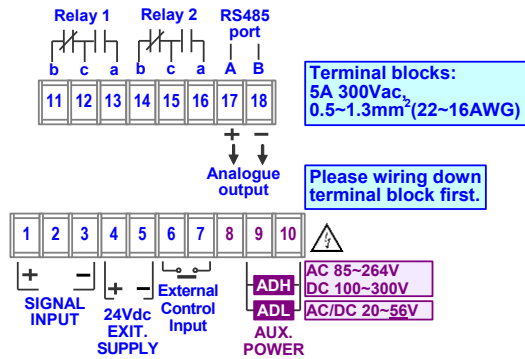 Relay 1 Relay 2 RS485
port
b c a b c a A B
11 12 13 14 15 16 17 18
+ −
Analogue
output
Terminal blocks:
5A 300Vac,
0.5~1.3mm²(22~16AWG)
Please wiring down
terminal block first.
1 2 3 4 5 6 7 8 9 10
+ −
SIGNAL
INPUT
+ −
24Vdc
EXIT.
SUPPLY
External
Control
Input
ADH
AC 85~264V
DC 100~300V
ADL
AC/DC 20~56V
AUX.
POWER